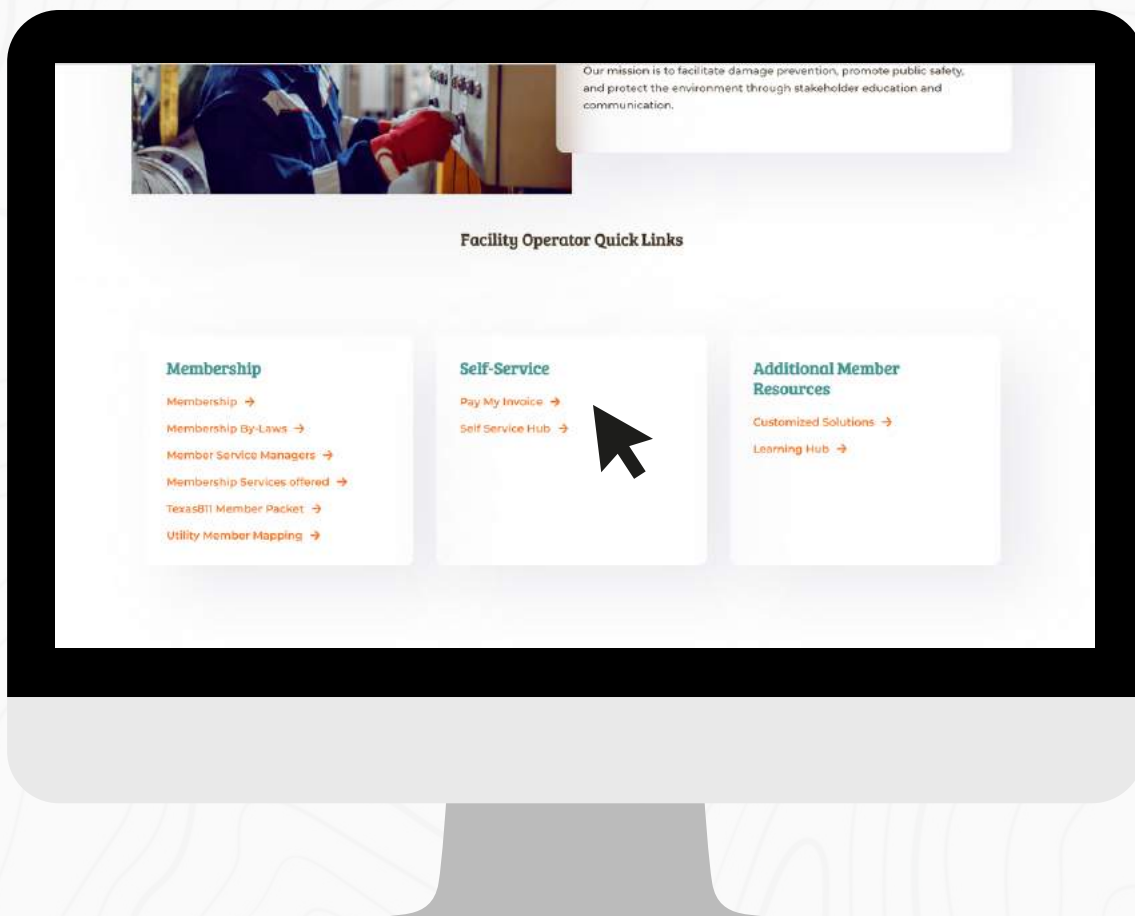 Our mission is to facilitate damage prevention, promote public safety,
and protect the environment through stakeholder education and
communication.
Facility Operator Quick Links
Membership
Membership →
Membership By-Laws →
Member Service Managers →
Membership Services offered →
Texas811 Member Packet →
Utility Member Mapping →
Self-Service
Pay My Invoice →
Self Service Hub →
Additional Member
Resources
Customized Solutions →
Learning Hub →